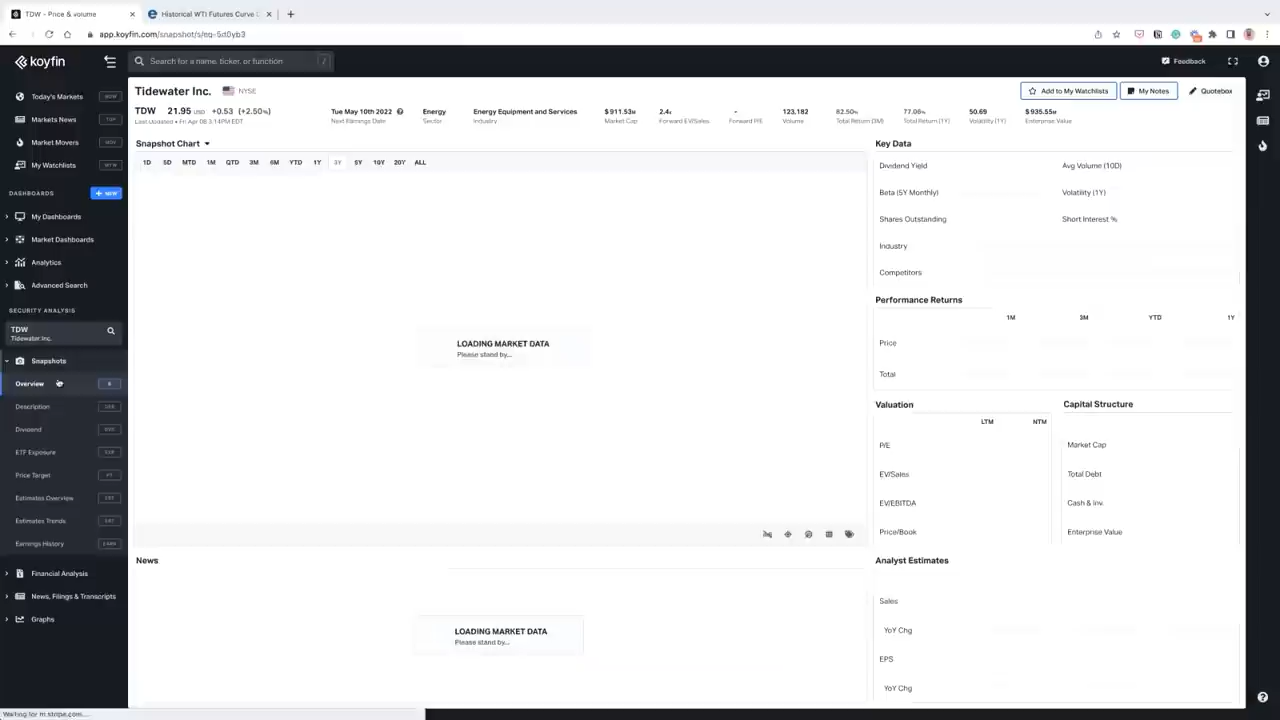 TDW - Price & volume
Historical WTI Futures Curve
app.koyfin.com/snapshot/s/eq-5d0yb3
koyfin
Search for a name, ticker, or function /
Feedback
Today's Markets
Markets News
TOP
Market Movers
MOV
My Watchlists
DASHBOARDS
+ NEW
My Dashboards
Market Dashboards
Analytics
Advanced Search
SECURITY ANALYSIS
TDW
Tidewater Inc.
Snapshots
Overview
Description
DES
Dividend
DVD
ETF Exposure
Price Target
PT
Estimates Overview
EST
Estimates Trends
Earnings History
EARN
Financial Analysis
News, Filings & Transcripts
Graphs
Tidewater Inc. NYSE
Add to My Watchlists
My Notes
Quotebox
TDW 21.95 USD +0.53 (+2.50%)
Last Updated • Fri Apr 08, 3:14PM EDT
Tue May 10th 2022
Next Earnings Date
Energy
Sector
Energy Equipment and Services
Industry
$ 911.53M
Market Cap
2.4x
Forward EV/Sales
-
Forward P/E
123,182
Volume
82.50%
Total Return (3M)
77.06%
Total Return (1Y)
50.69
Volatility (1Y)
$ 935.55M
Enterprise Value
Snapshot Chart
1D 5D MTD 1M QTD 3M 6M YTD 1Y 3Y 5Y 10Y 20Y ALL
LOADING MARKET DATA
Please stand by...
News
LOADING MARKET DATA
Please stand by...
Key Data
Dividend Yield Avg Volume (10D)
Beta (5Y Monthly) Volatility (1Y)
Shares Outstanding Short Interest %
Industry
Competitors
Performance Returns
1M 3M YTD 1Y
Price
Total
Valuation
LTM NTM
P/E
EV/Sales
EV/EBITDA
Price/Book
Capital Structure
Market Cap
Total Debt
Cash & Inv.
Enterprise Value
Analyst Estimates
Sales
YoY Chg
EPS
YoY Chg
Waiting for m.stripe.com...